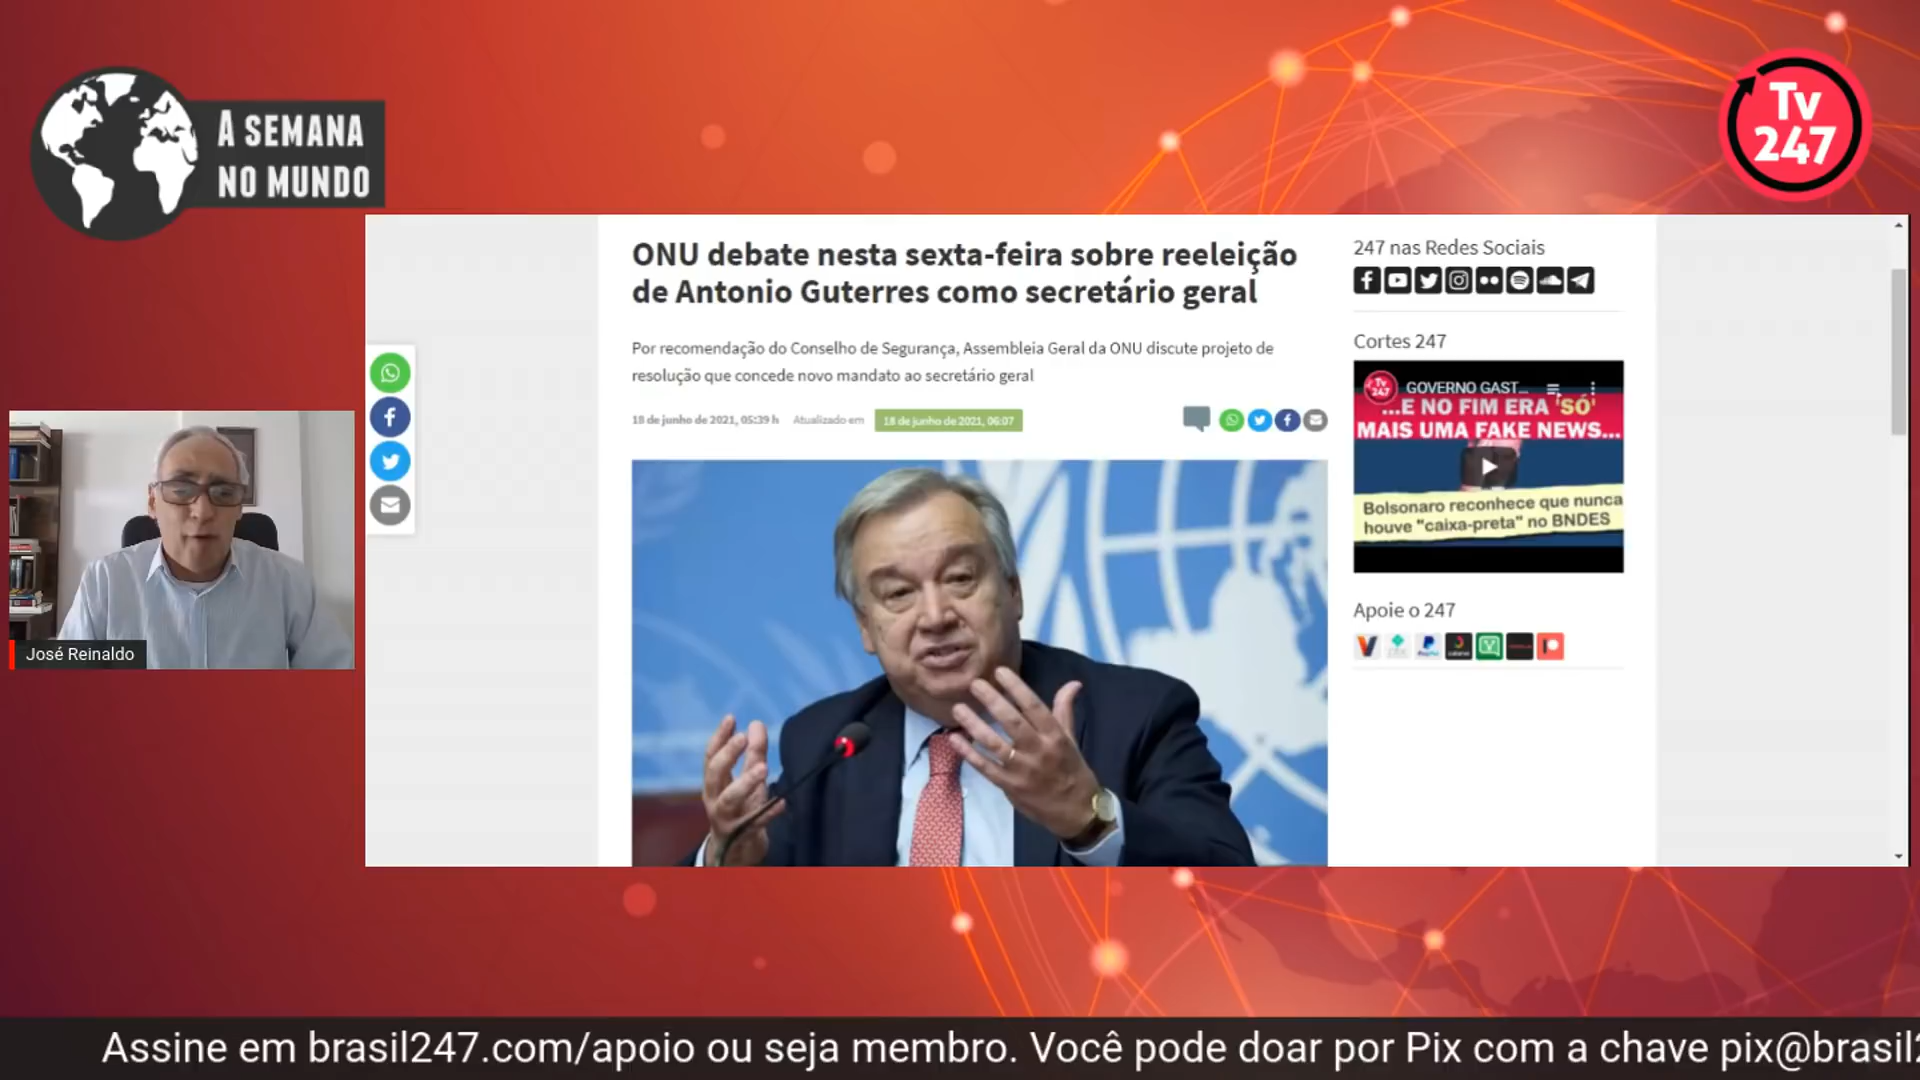 A SEMANA
NO MUNDO
Tv
247
ONU debate nesta sexta-feira sobre reeleição
de Antonio Guterres como secretário geral
Por recomendação do Conselho de Segurança, Assembleia Geral da ONU discute projeto de
resolução que concede novo mandato ao secretário geral
18 de junho de 2021, 05:39 h Atualizado em 18 de junho de 2021, 06:07
247 nas Redes Sociais
Cortes 247
Tv
247
GOVERNO GAST...
...E NO FIM ERA 'SÓ'
MAIS UMA FAKE NEWS...
Bolsonaro reconhece que nunca
houve "caixa-preta" no BNDES
Apoie o 247
José Reinaldo
Assine em brasil247.com/apoio ou seja membro. Você pode doar por Pix com a chave pix@brasil